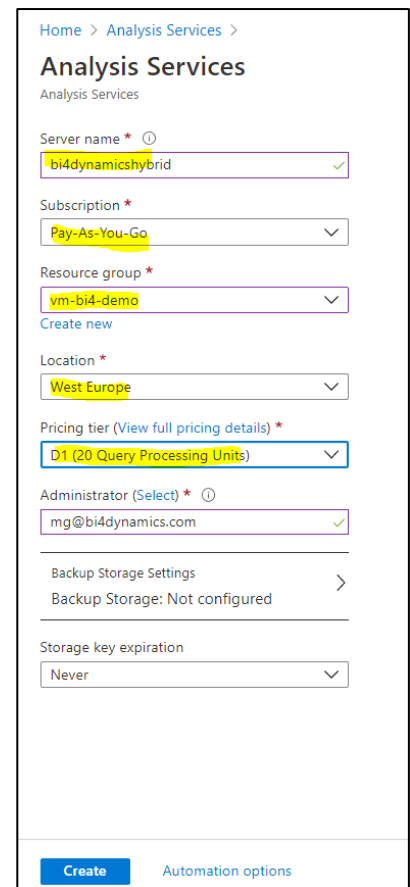 Home > Analysis Services >
Analysis Services
Analysis Services
Server name *
bi4dynamicshybrid
Subscription *
Pay-As-You-Go
Resource group *
vm-bi4-demo
Create new
Location *
West Europe
Pricing tier (View full pricing details) *
D1 (20 Query Processing Units)
Administrator (Select) *
mg@bi4dynamics.com
Backup Storage Settings
Backup Storage: Not configured
Storage key expiration
Never
Create Automation options